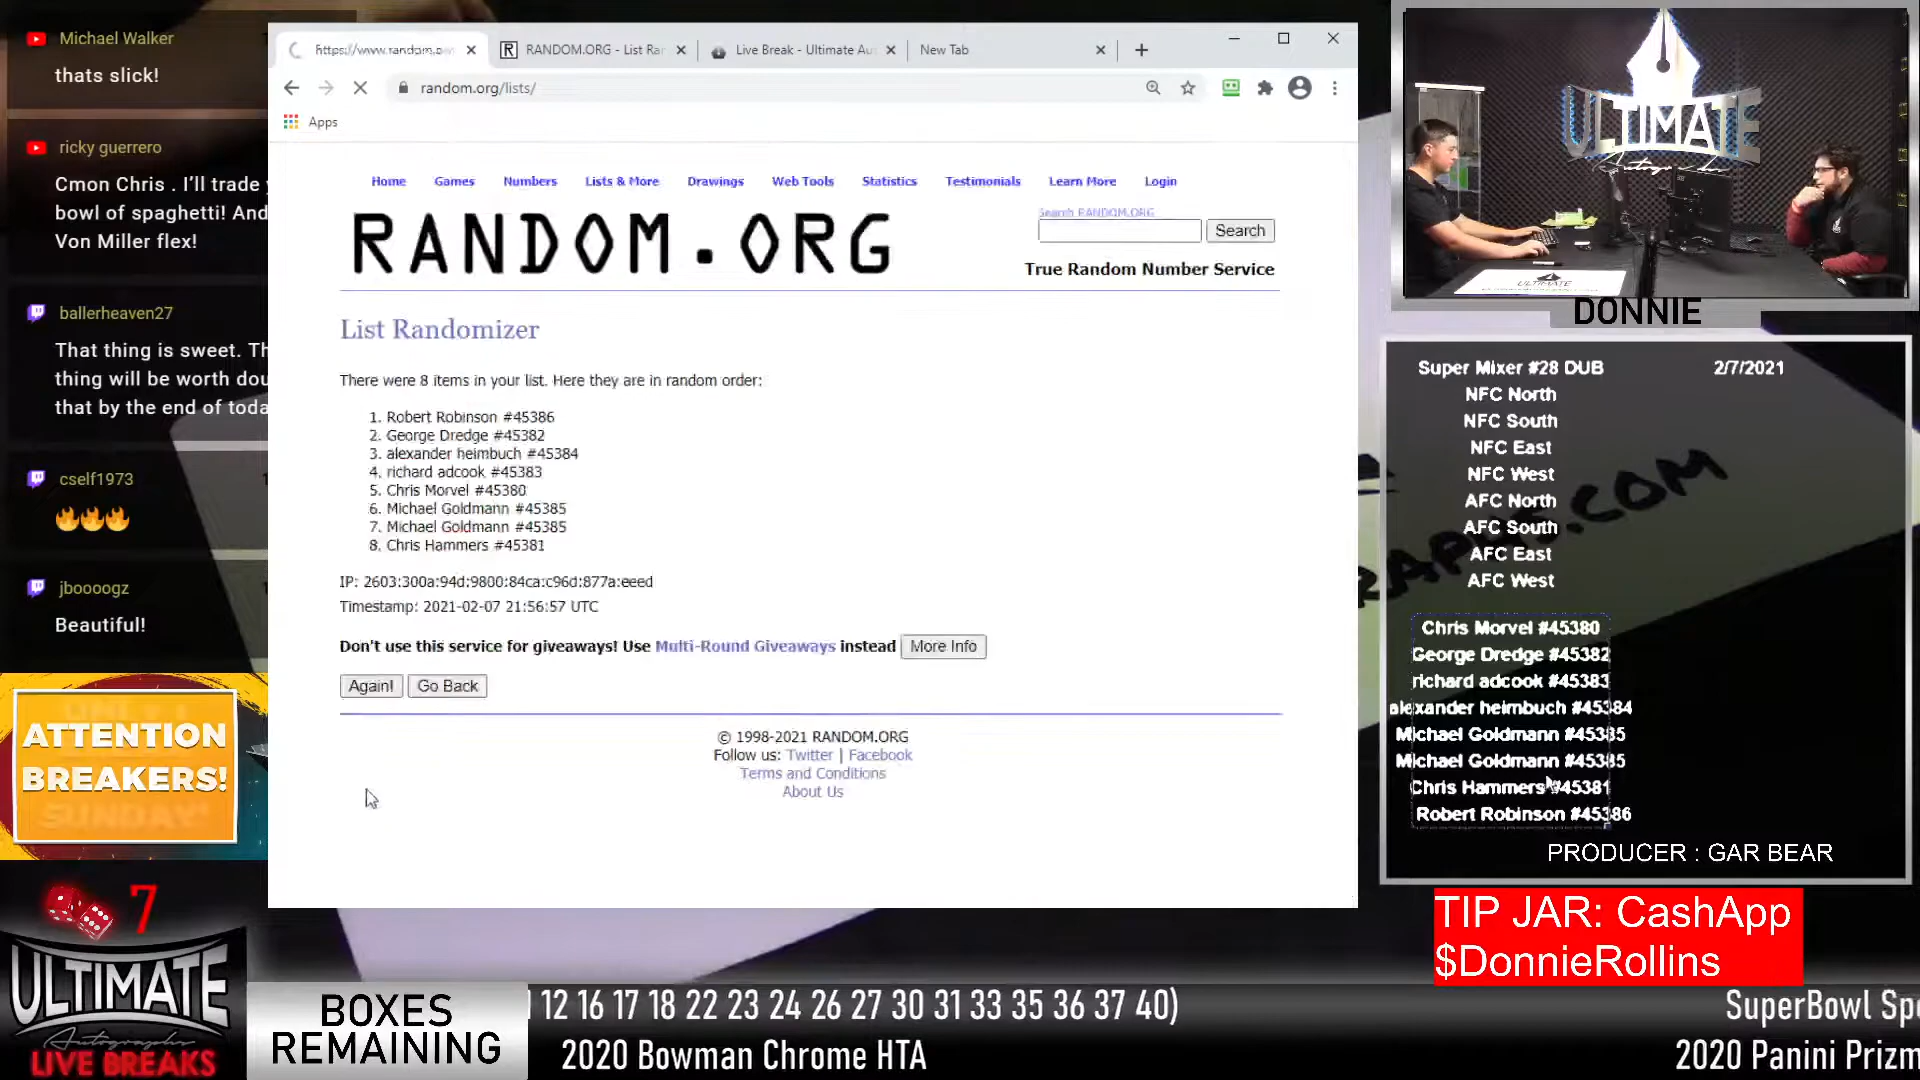 Michael Walker
thats slick!
ricky guerrero
Cmon Chris . I'll trade
bowl of spaghetti! And
Von Miller flex!
ballerheaven27
That thing is sweet.
thing will be worth
that by the end of
cself1973
jboooogz
Beautiful!
ATTENTION
BREAKERS!
SUNDAY
7
ULTIMATE
Autographs
LIVE BREAKS
https://www.random.
RANDOM.ORG - List
Live Break - Ultimate
New Tab
random.org/lists/
Apps
Home Games Numbers Lists & More Drawings Web Tools Statistics Testimonials Learn More Login
RANDOM.ORG
Search RANDOM.ORG
Search
True Random Number Service
List Randomizer
There were 8 items in your list. Here they are in random order:
1. Robert Robinson #45386
2. George Dredge #45382
3. alexander heimbuch #45384
4. richard adcook #45383
5. Chris Morvel #45380
6. Michael Goldmann #45385
7. Michael Goldmann #45385
8. Chris Hammers #45381
IP: 2603:300a:94d:9800:84ca:c96d:877a:eeed
Timestamp: 2021-02-07 21:56:57 UTC
Don't use this service for giveaways! Use Multi-Round Giveaways instead More Info
Again! Go Back
© 1998-2021 RANDOM.ORG
Follow us: Twitter | Facebook
Terms and Conditions
About Us
ULTIMATE
Autographs
ULTIMATE
DONNIE
Super Mixer #28 DUB 2/7/2021
NFC North
NFC South
NFC East
NFC West
AFC North
AFC South
AFC East
AFC West
Chris Morvel #45380
George Dredge #45382
richard adcook #45383
alexander heimbuch #45384
Michael Goldmann #45385
Michael Goldmann #45385
Chris Hammers #45381
Robert Robinson #45386
PRODUCER : GAR BEAR
TIP JAR: CashApp
$DonnieRollins
.COM
BOXES
REMAINING
12 16 17 18 22 23 24 26 27 30 31 33 35 36 37 40)
SuperBowl
2020 Bowman Chrome HTA
2020 Panini Prizm